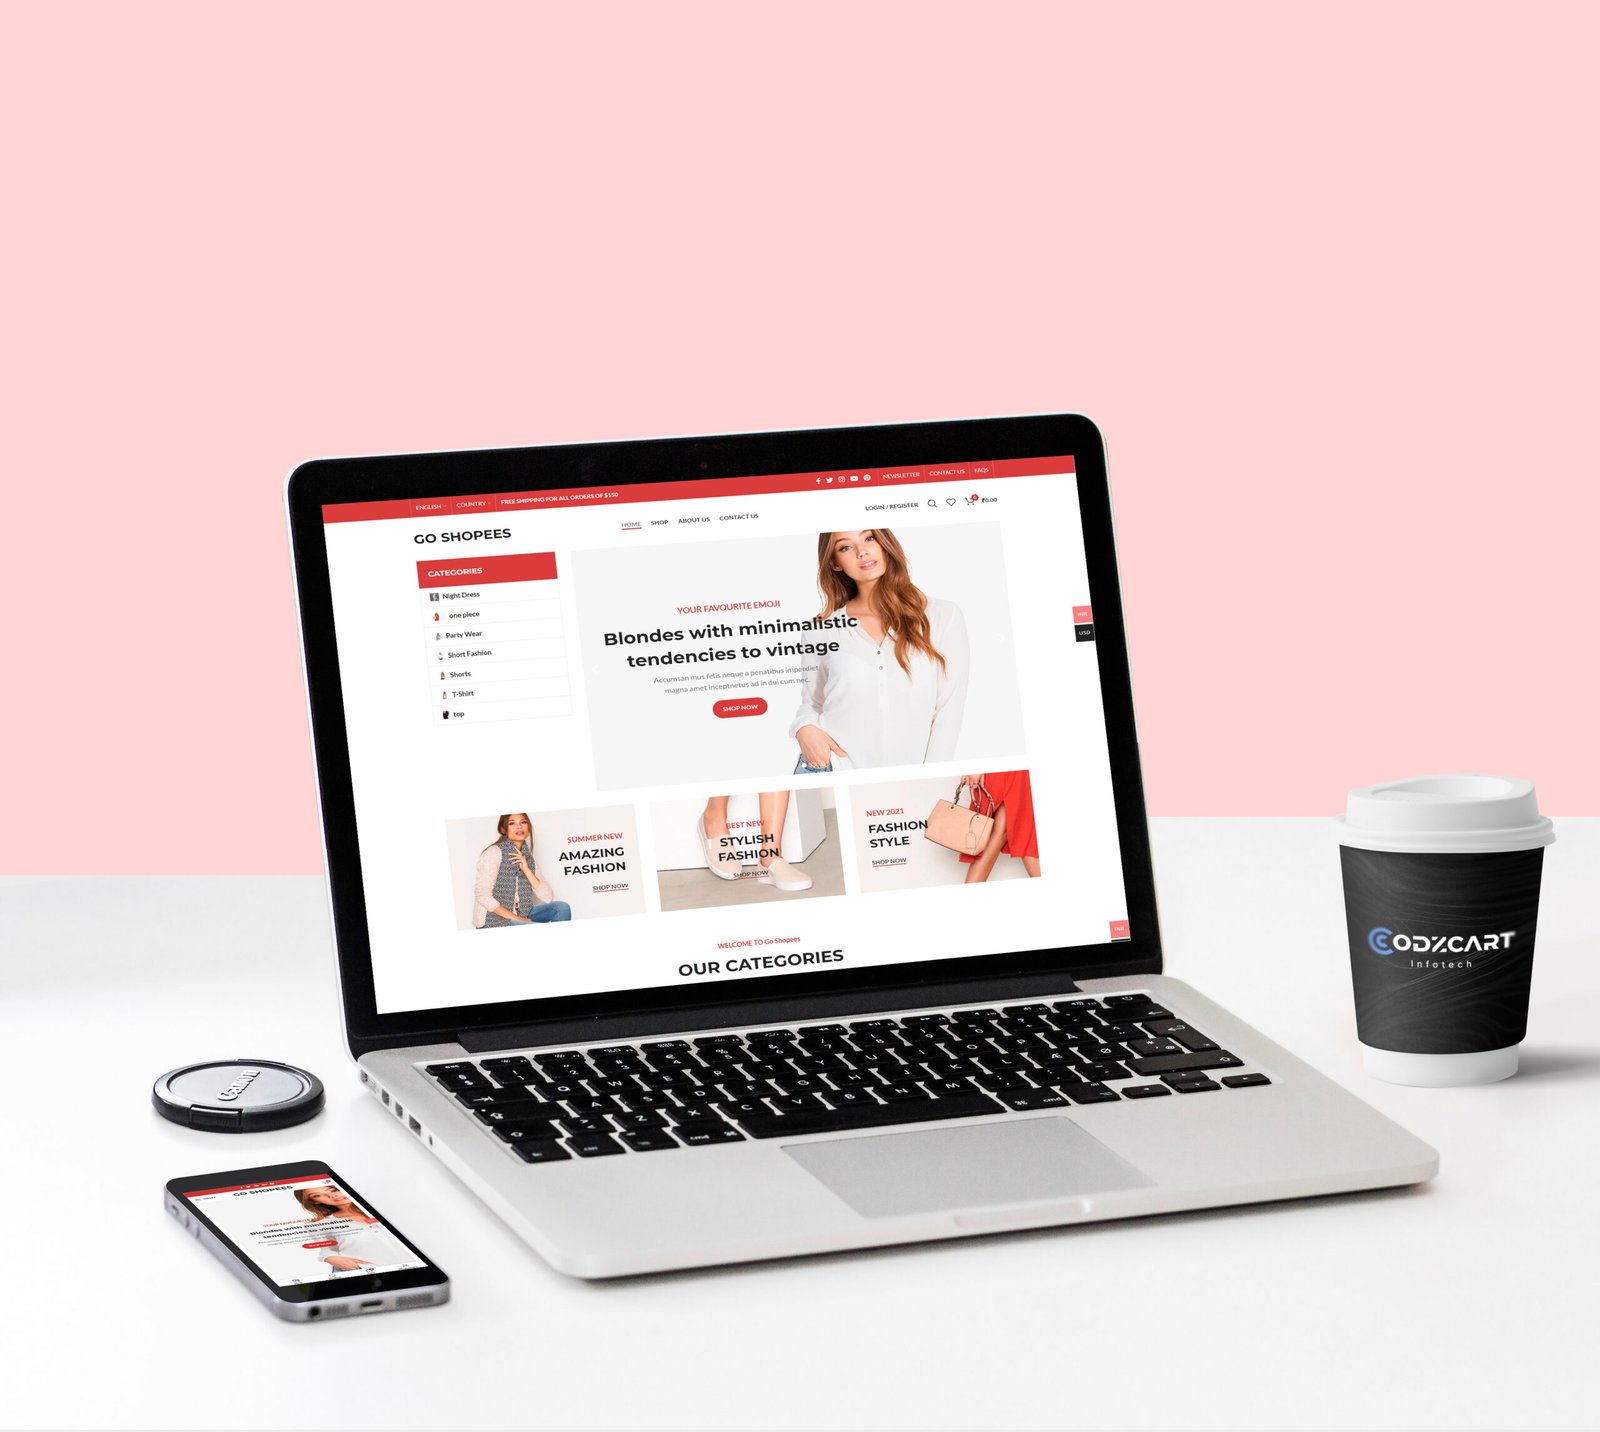 ENGLISH
COUNTRY
FREE SHIPPING FOR ALL ORDERS OF $150
NEWSLETTER
CONTACT US
FAQS
GO SHOPEES
HOME
SHOP
ABOUT US
CONTACT US
LOGIN / REGISTER
0
₹0.00
CATEGORIES
Night Dress
one piece
Party Wear
Short Fashion
Shorts
T-Shirt
top
YOUR FAVOURITE EMOJI
Blondes with minimalistic
tendencies to vintage
Accumsan mus felis neque a penatibus imperdiet
magna amet inceptnetus ad in dui cum nec.
SHOP NOW
INR
USD
SUMMER NEW
AMAZING
FASHION
SHOP NOW
BEST NEW
STYLISH
FASHION
SHOP NOW
NEW 2021
FASHION
STYLE
SHOP NOW
INR
WELCOME TO Go Shopees
OUR CATEGORIES
CODZCART
Infotech
Canon
GO SHOPEES
YOUR FAVOURITE
Blondes with minimalistic
tendencies to vintage
SHOP NOW